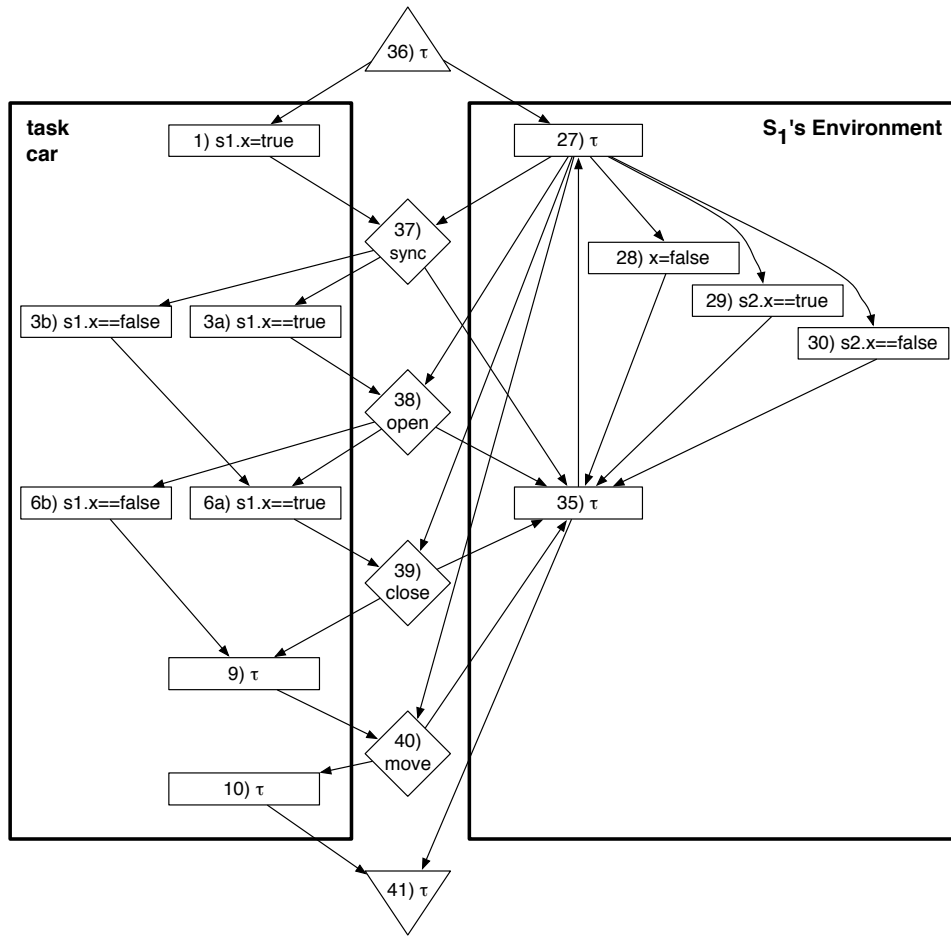 36) τ
task
car
S1's Environment
1) s1.x=true
27) τ
37)
sync
28) x=false
29) s2.x==true
3b) s1.x==false
3a) s1.x==true
30) s2.x==false
38)
open
6b) s1.x==false
6a) s1.x==true
35) τ
39)
close
9) τ
40)
move
10) τ
41) τ